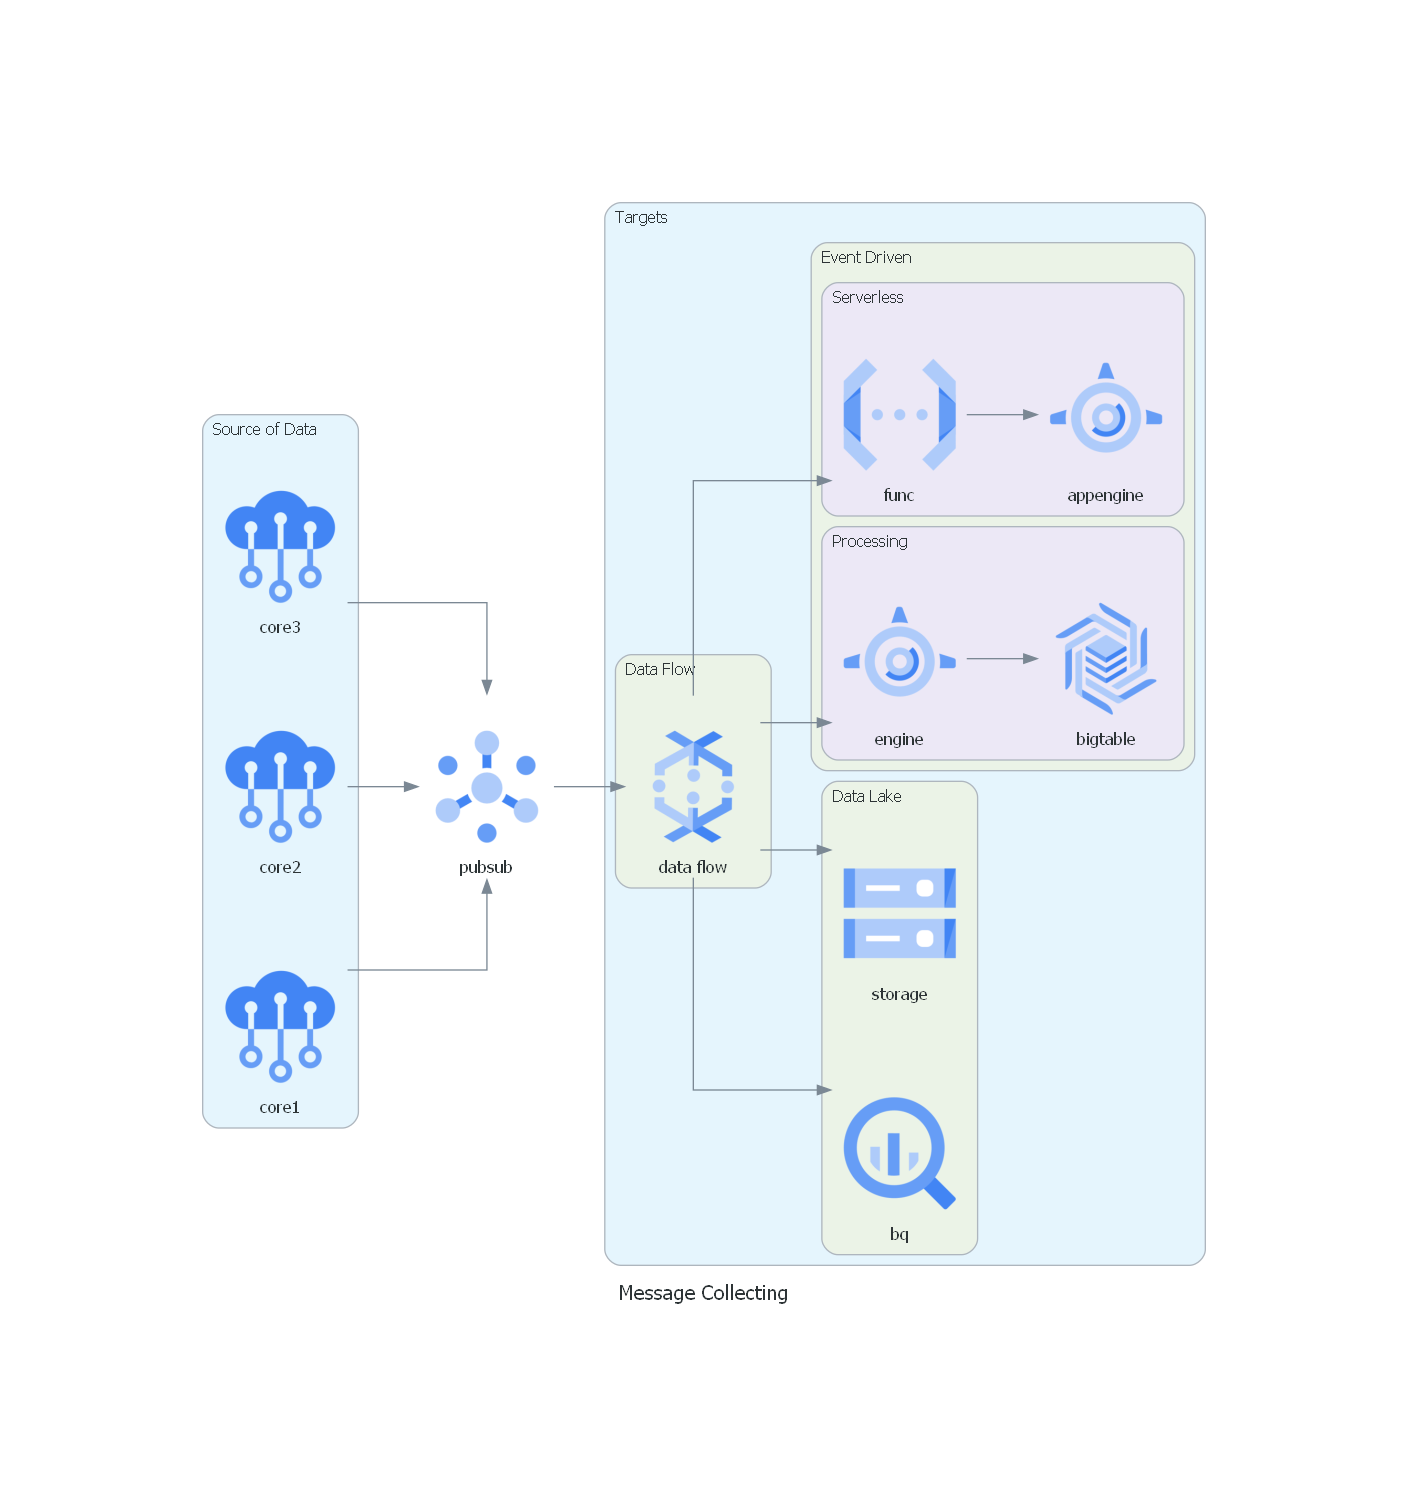 Targets
Event Driven
Serverless
func
appengine
Processing
engine
bigtable
Source of Data
core3
core2
core1
pubsub
Data Flow
data flow
Data Lake
storage
bq
Message Collecting